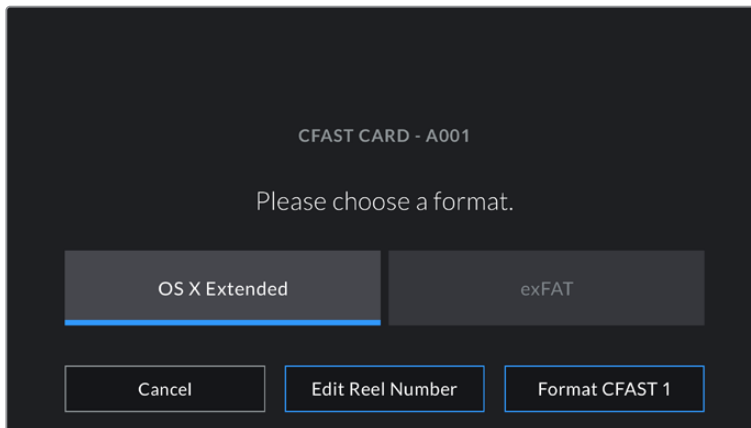 CFAST CARD - A001
Please choose a format.
OS X Extended
exFAT
Cancel
Edit Reel Number
Format CFAST 1